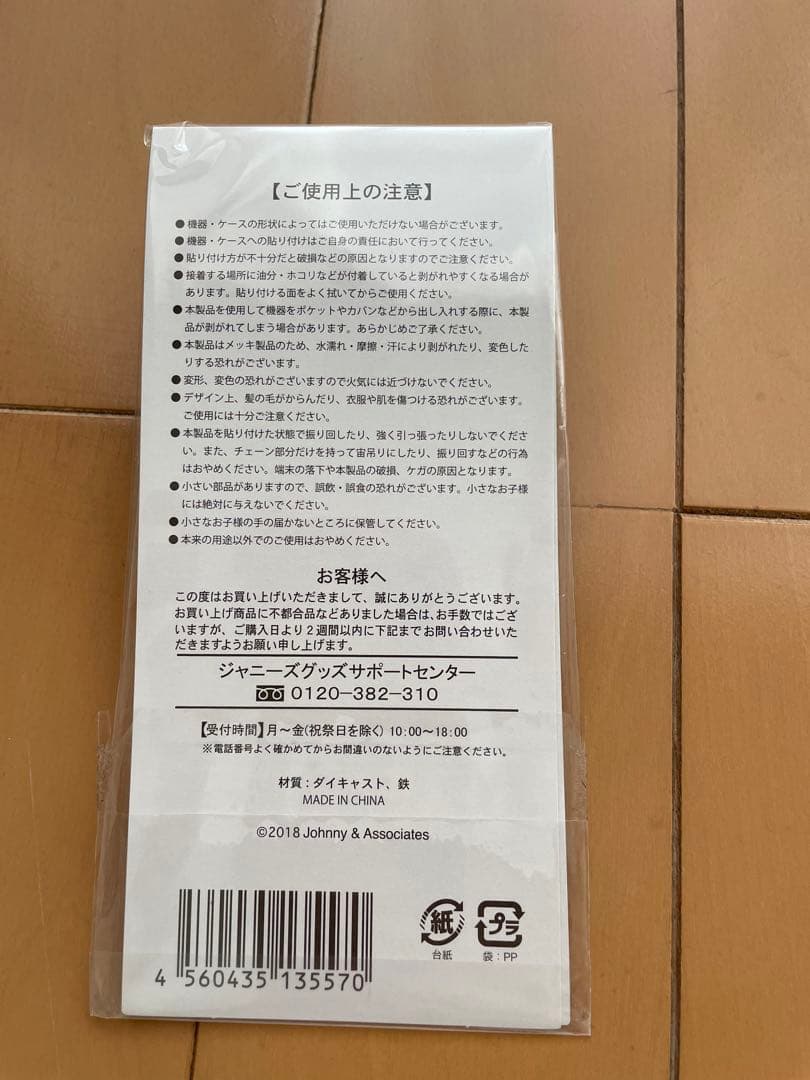 【ご使用上の注意】
●機器・ケースの形状によってはご使用いただけない場合がございます。
●機器・ケースへの貼り付けはご自身の責任において行ってください。
●貼り付け方が不十分だと破損などの原因となりますのでご注意ください。
●接着する場所に油分・ホコリなどが付着していると剥がれやすくなる場合が
あります。貼り付ける面をよく拭いてからご使用ください。
●本製品を使用して機器をポケットやカバンなどから出し入れする際に、本製
品が剥がれてしまう場合があります。あらかじめご了承ください。
●本製品はメッキ製品のため、水濡れ・摩擦・汗により剥がれたり、変色した
りする恐れがございます。
●変形、変色の恐れがございますので火気には近づけないでください。
●デザイン上、髪の毛がからんだり、衣服や肌を傷つける恐れがございます。
ご使用には十分ご注意ください。
●本製品を貼り付けた状態で振り回したり、強く引っ張ったりしないでくださ
い。また、チェーン部分だけを持って宙吊りにしたり、振り回すなどの行為
はおやめください。端末の落下や本製品の破損、ケガの原因となります。
●小さい部品がありますので、誤飲・誤食の恐れがございます。小さなお子様
には絶対に与えないでください。
●小さなお子様の手の届かないところに保管してください。
●本来の用途以外でのご使用はおやめください。
お客様へ
この度はお買い上げいただきまして、誠にありがとうございます。
お買い上げ商品に不都合品などありました場合は、お手数ではござ
いますが、ご購入日より2週間以内に下記までお問い合わせいた
だきますようお願い申し上げます。
ジャニーズグッズサポートセンター
0120-382-310
【受付時間】月〜金(祝祭日を除く) 10:00〜18:00
※電話番号よく確かめてからお間違いのないようにご注意ください。
材質：ダイキャスト、鉄
MADE IN CHINA
©2018 Johnny & Associates
紙 プラ
台紙 袋：PP
4 560435 135570